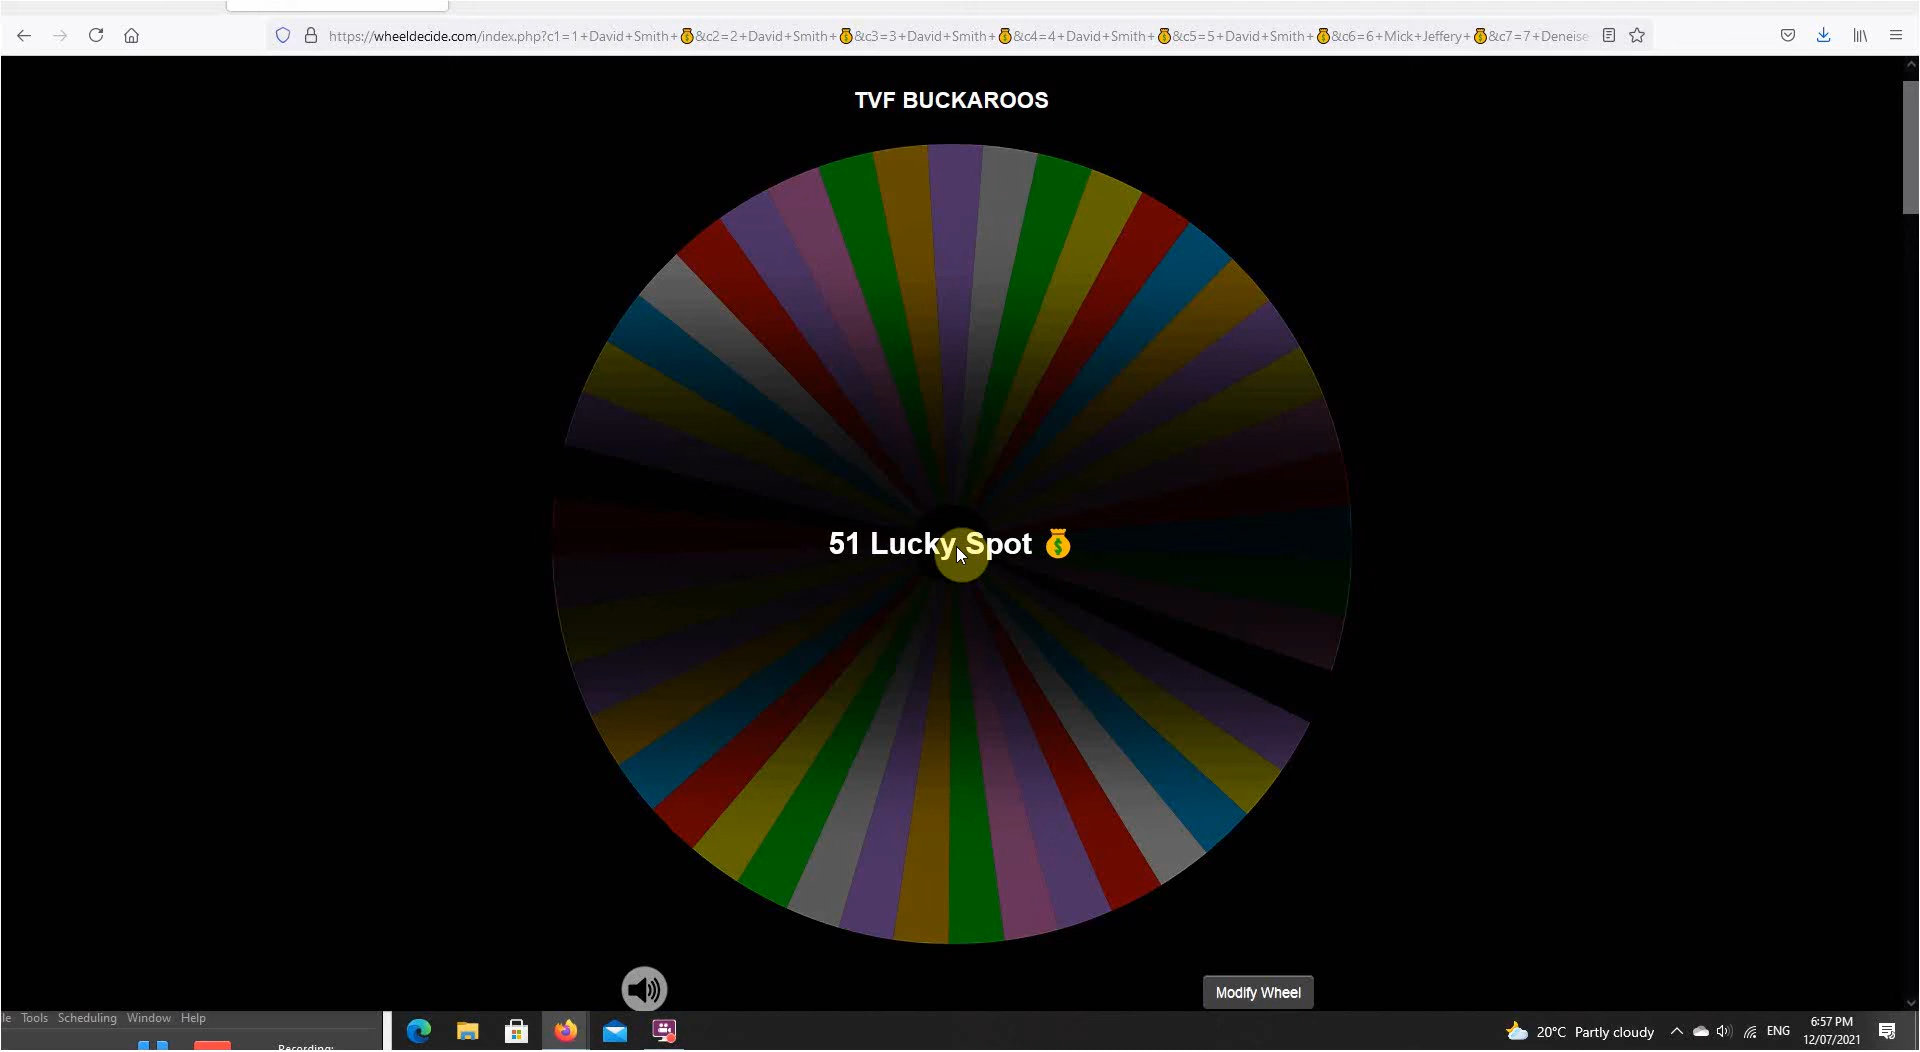 https://wheeldecide.com/index.php?c1=1+David+Smith+💰&c2=2+David+Smith+💰&c3=3+David+Smith+💰&c4=4+David+Smith+💰&c5=5+David+Smith+💰&c6=6+Mick+Jeffery+💰&c7=7+Deneise
TVF BUCKAROOS
51 Lucky Spot 💰
Modify Wheel
le Tools Scheduling Window Help
Recording:
20°C Partly cloudy
ENG
6:57 PM
12/07/2021